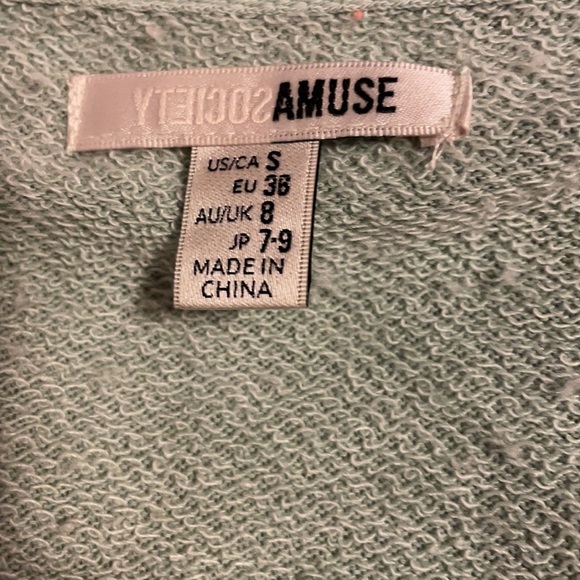 SOCIETY AMUSE
US/CA S
EU 36
AU/UK 8
JP 7-9
MADE IN
CHINA